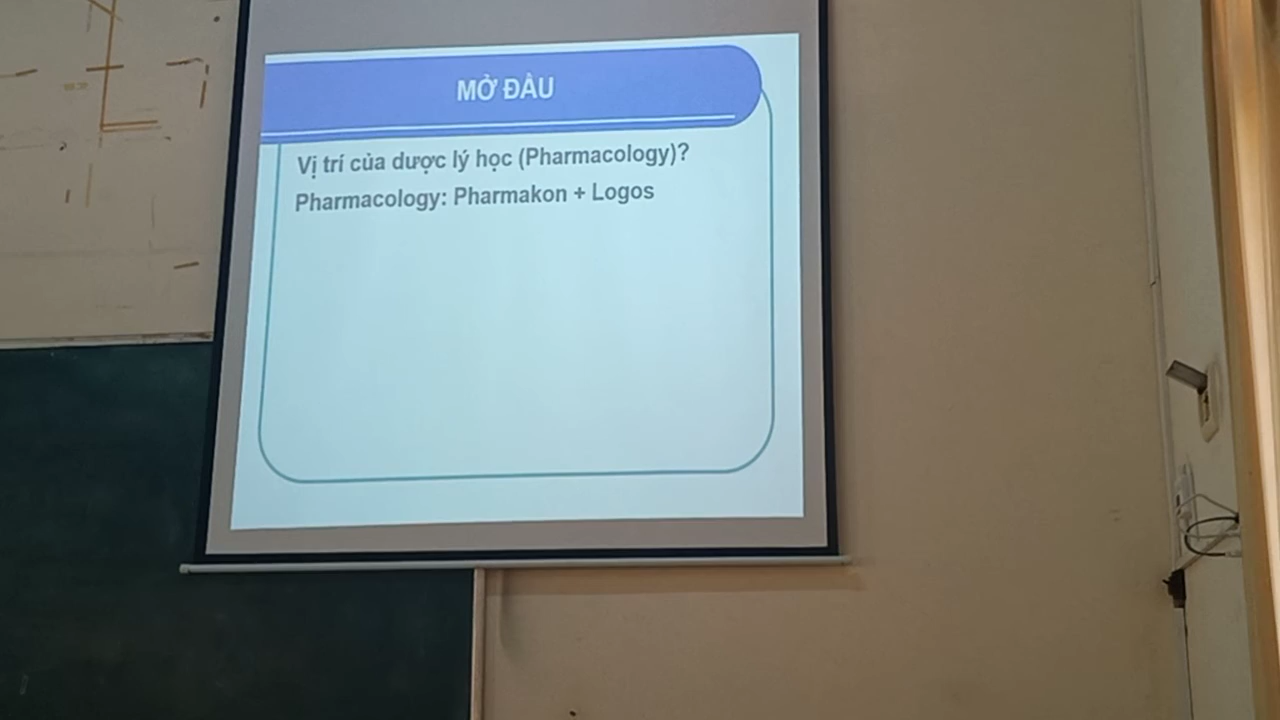 MỞ ĐẦU
Vị trí của dược lý học (Pharmacology)?
Pharmacology: Pharmakon + Logos